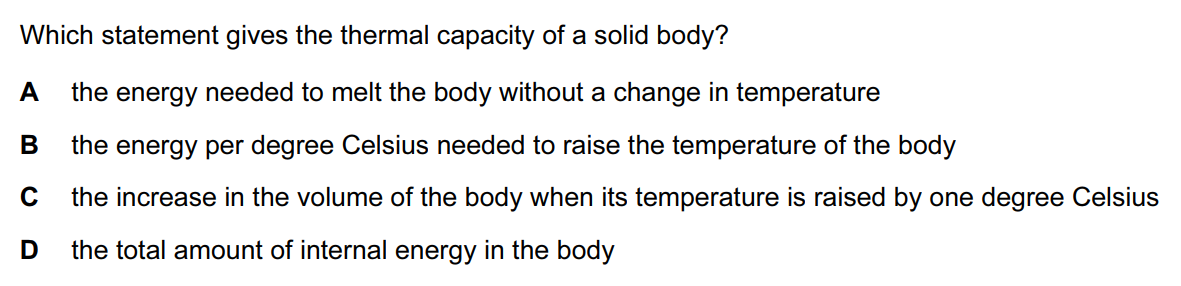 Which statement gives the thermal capacity of a solid body?
A the energy needed to melt the body without a change in temperature
B the energy per degree Celsius needed to raise the temperature of the body
C the increase in the volume of the body when its temperature is raised by one degree Celsius
D the total amount of internal energy in the body